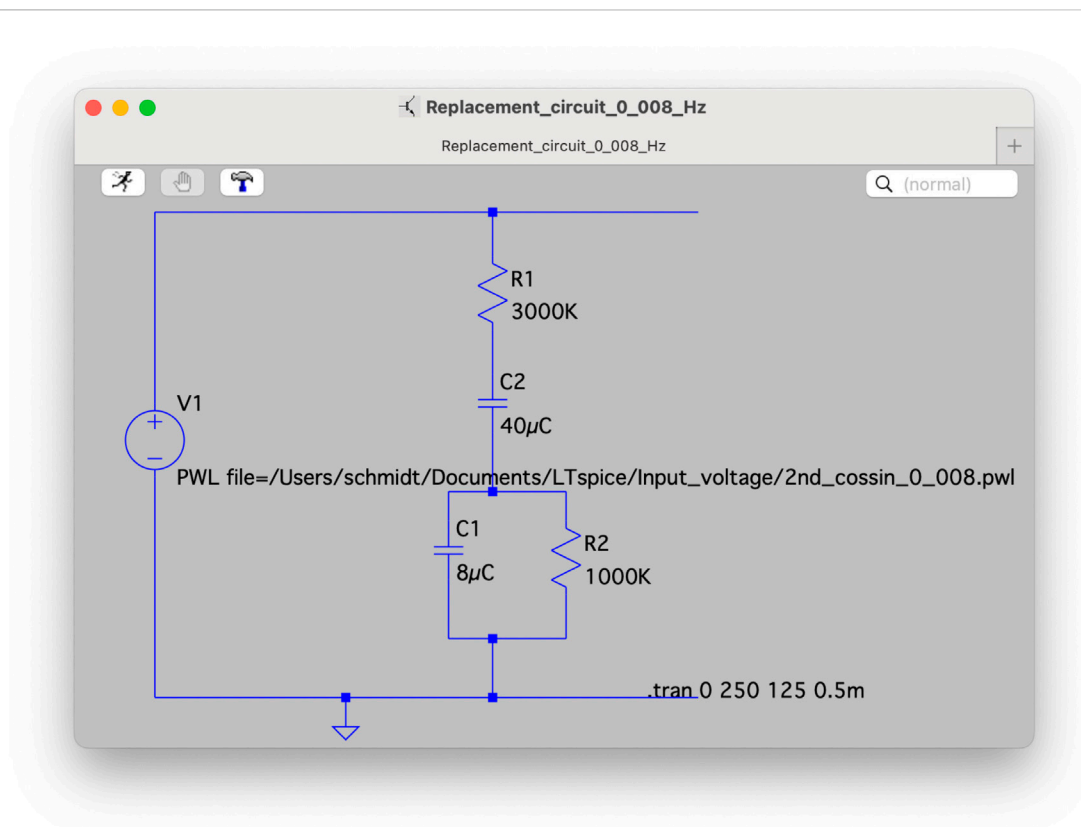 Replacement_circuit_0_008_Hz
Replacement_circuit_0_008_Hz
+
(normal)
R1
3000K
C2
40µC
V1
+
−
PWL file=/Users/schmidt/Documents/LTspice/Input_voltage/2nd_cossin_0_008.pwl
C1
8µC
R2
1000K
.tran 0 250 125 0.5m